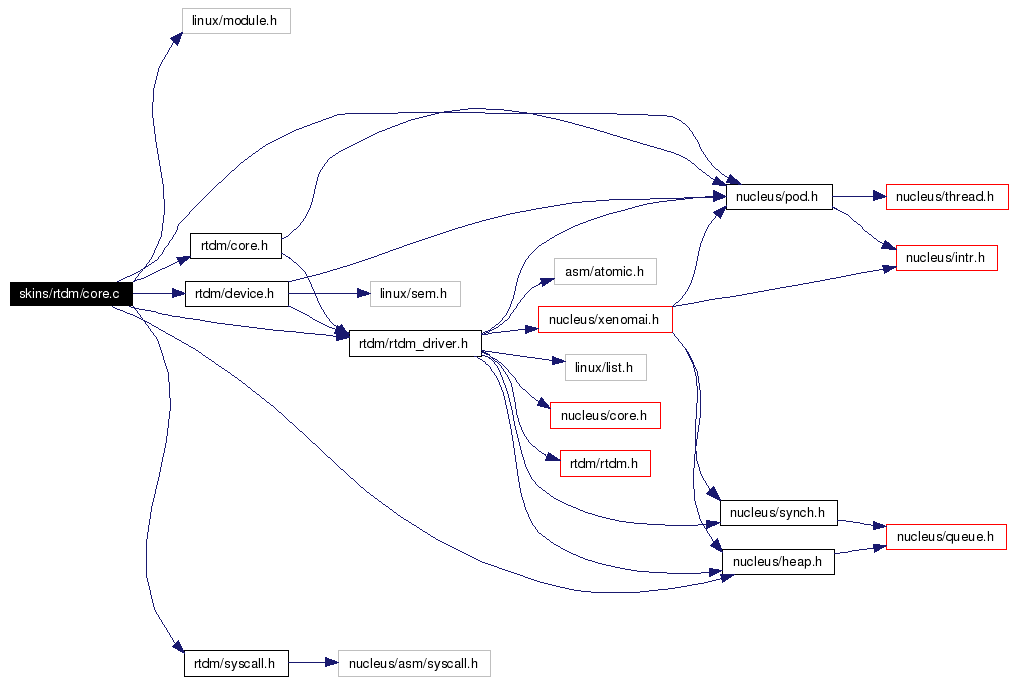 linux/module.h
nucleus/pod.h
nucleus/thread.h
rtdm/core.h
nucleus/intr.h
asm/atomic.h
skins/rtdm/core.c
rtdm/device.h
linux/sem.h
nucleus/xenomai.h
rtdm/rtdm_driver.h
linux/list.h
nucleus/core.h
rtdm/rtdm.h
nucleus/synch.h
nucleus/queue.h
nucleus/heap.h
rtdm/syscall.h
nucleus/asm/syscall.h